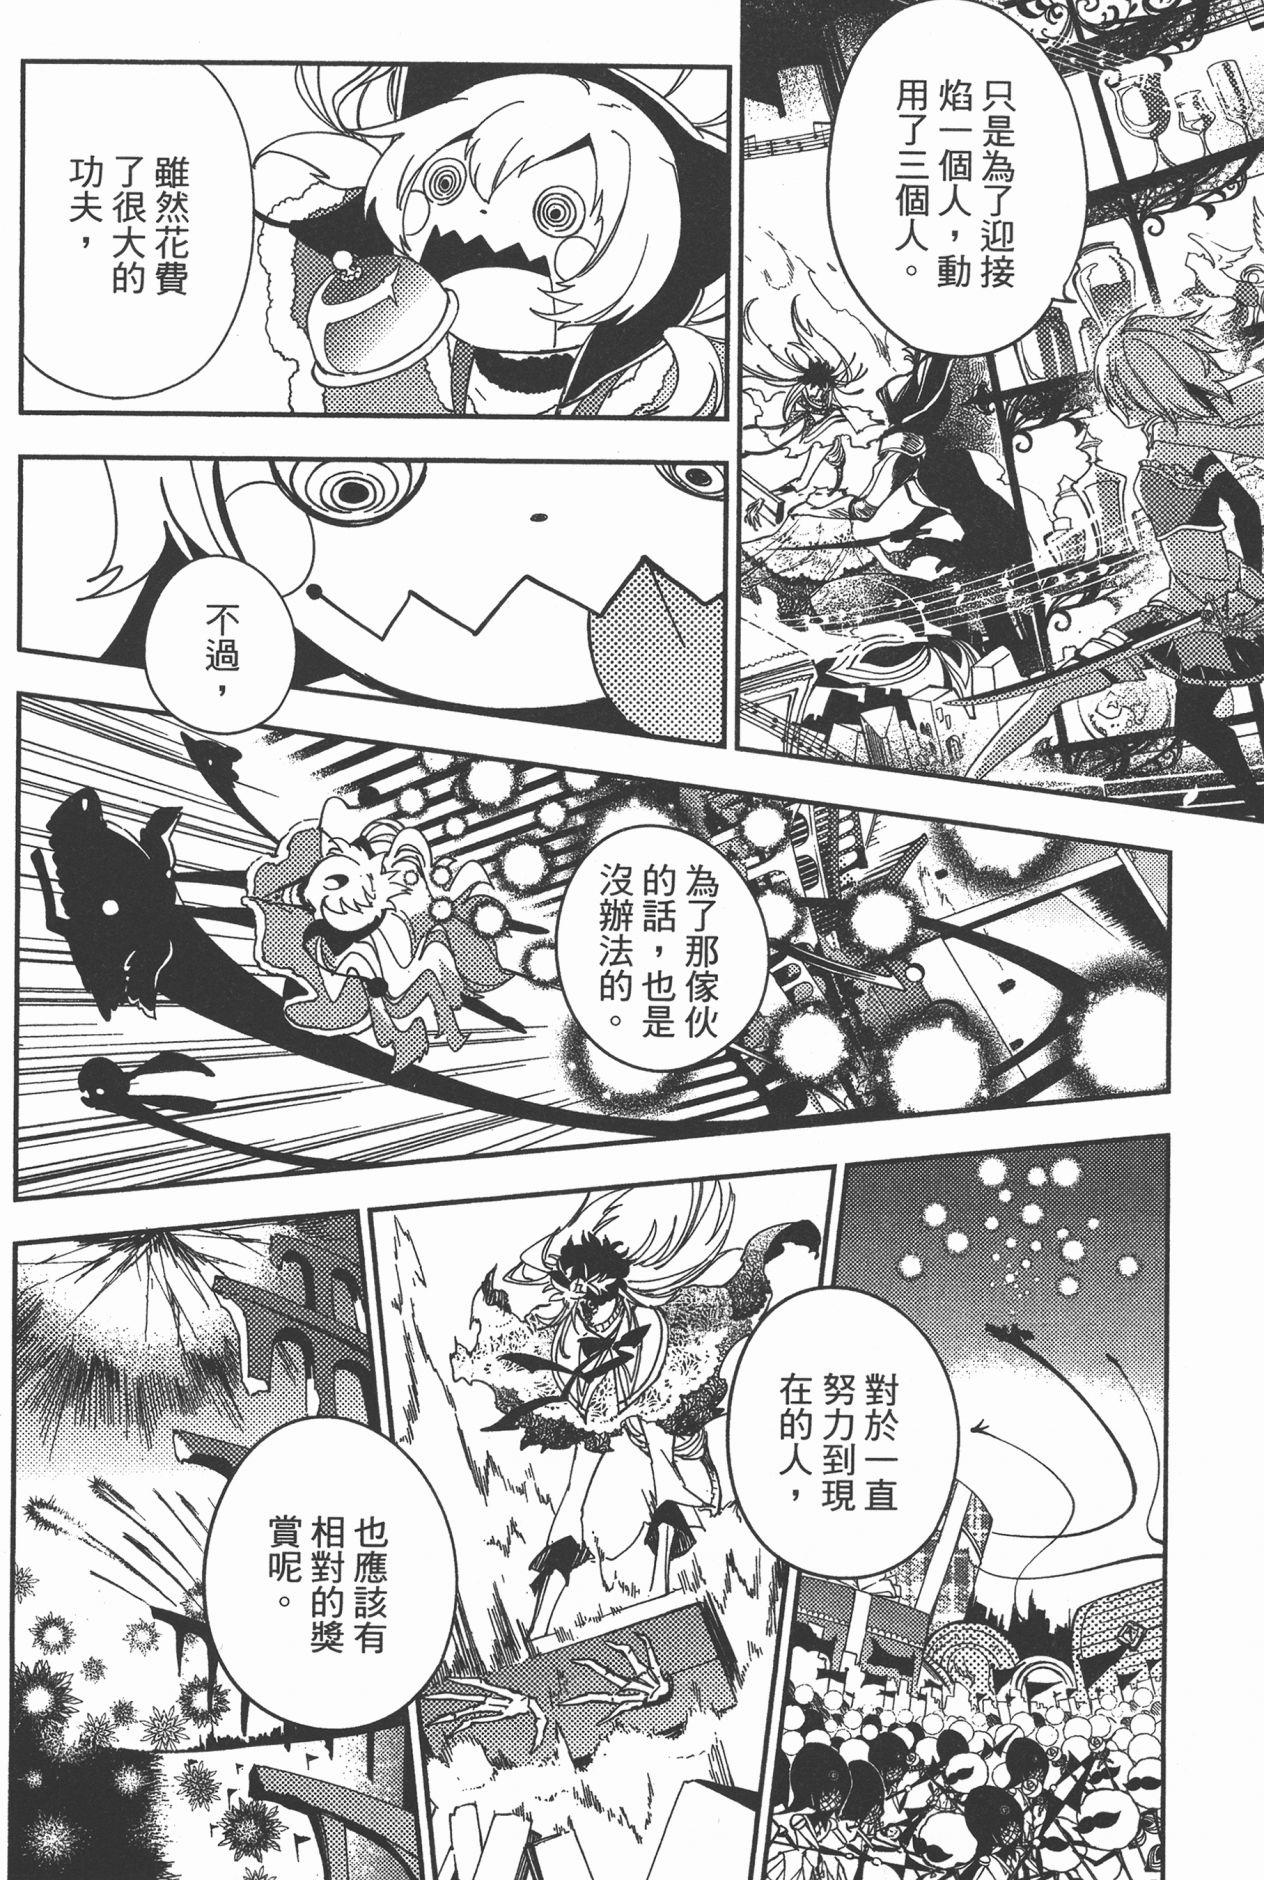 只是為了迎接
焰一個人，動
用了三個人。
雖然花費
了很大的
功夫，
不過，
為了那傢伙
的話，也是
沒辦法的。
對於一直
努力到現
在的人，
也應該有
相對的獎
賞呢。